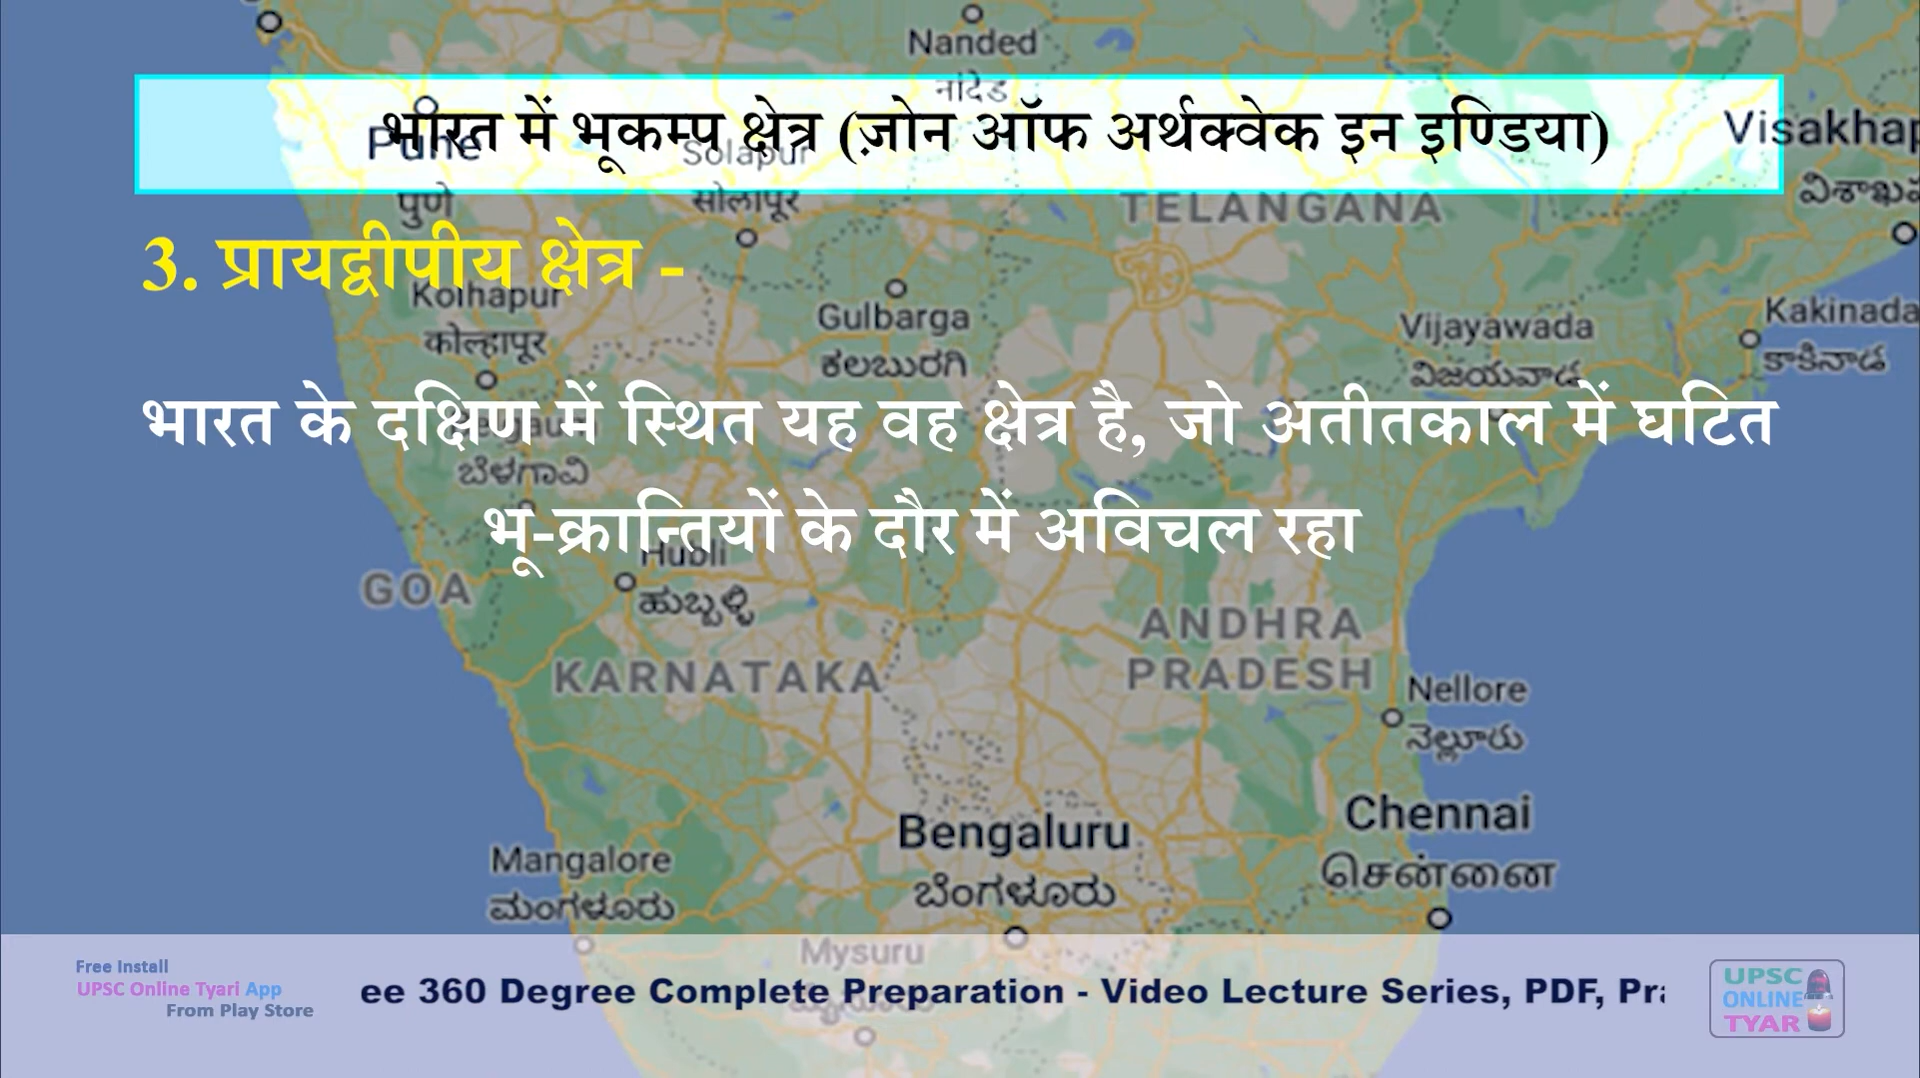 Nanded
नांदेड
भारत में भूकम्प क्षेत्र (ज़ोन ऑफ अर्थक्वेक इन इण्डिया)
Pune
Solapur
पुणे
सोलापूर
TELANGANA
విశాఖప
3. प्रायद्वीपीय क्षेत्र -
Kolhapur
कोल्हापूर
Gulbarga
ಕಲಬುರಗಿ
Vijayawada
విజయవాడ
Kakinada
కాకినాడ
भारत के दक्षिण में स्थित यह वह क्षेत्र है, जो अतीतकाल में घटित
ಬೆಳಗಾವಿ
भू-क्रान्तियों के दौर में अविचल रहा
Hubli
ಹುಬ್ಬಳ್ಳಿ
GOA
KARNATAKA
ANDHRA
PRADESH
Nellore
నెల్లూరు
Bengaluru
ಬೆಂಗಳೂರು
Chennai
சென்னை
Mangalore
ಮಂಗಳೂರು
Mysuru
Free Install
UPSC Online Tyari App
From Play Store
ee 360 Degree Complete Preparation - Video Lecture Series, PDF,
UPSC
ONLINE
TYARI